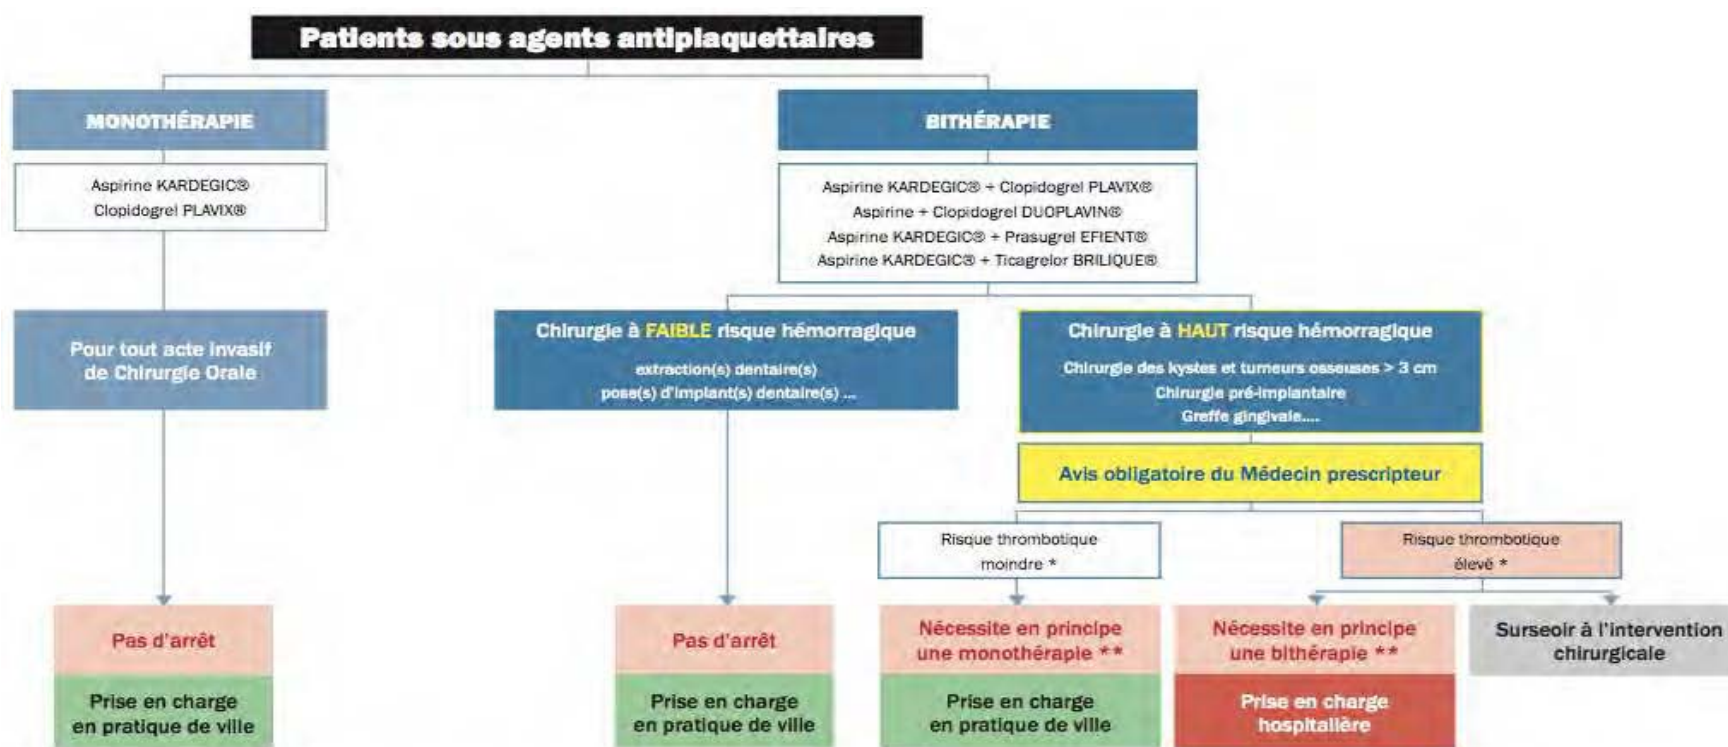 Patients sous agents antiplaquettaires
MONOTHÉRAPIE
Aspirine KARDEGIC®
Clopidogrel PLAVIX®
Pour tout acte invasif
de Chirurgie Orale
Pas d'arrêt
Prise en charge
en pratique de ville
BITHÉRAPIE
Aspirine KARDEGIC® + Clopidogrel PLAVIX®
Aspirine + Clopidogrel DUOPLAVIN®
Aspirine KARDEGIC® + Prasugrel EFIENT®
Aspirine KARDEGIC® + Ticagrelor BRILIQUE®
Chirurgie à FAIBLE risque hémorragique
extraction(s) dentaire(s)
pose(s) d'implant(s) dentaire(s) ...
Pas d'arrêt
Prise en charge
en pratique de ville
Chirurgie à HAUT risque hémorragique
Chirurgie des kystes et tumeurs osseuses > 3 cm
Chirurgie pré-implantaire
Greffe gingivale....
Avis obligatoire du Médecin prescripteur
Risque thrombotique
moindre *
Nécessite en principe
une monothérapie **
Prise en charge
en pratique de ville
Risque thrombotique
élevé *
Nécessite en principe
une bithérapie **
Prise en charge
hospitalière
Surseoir à l'intervention
chirurgicale